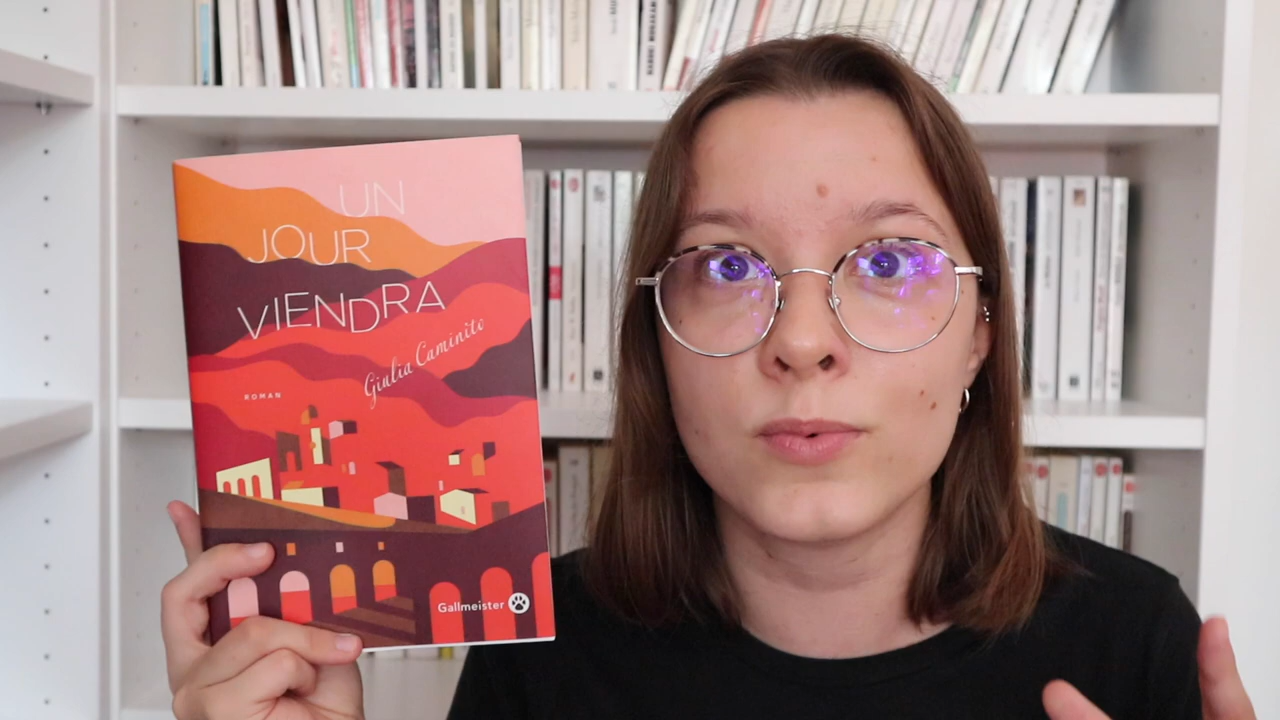 UN
JOUR
VIENDRA
Giulia Caminito
ROMAN
Gallmeister